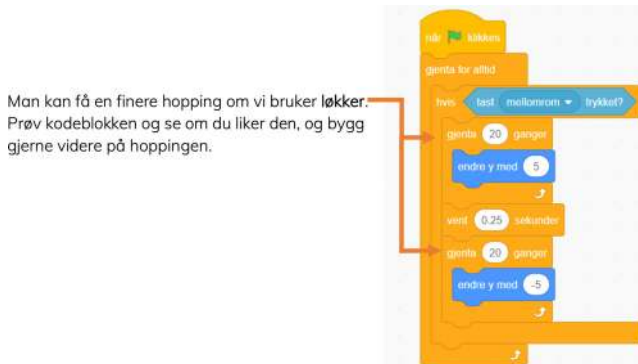 når klikkes
gjenta for alltid
hvis tast mellomrom trykket?
Man kan få en finere hopping om vi bruker løkker.
Prøv kodeblokken og se om du liker den, og bygg
gjerne videre på hoppingen.
gjenta 20 ganger
endre y med 5
vent 0.25 sekunder
gjenta 20 ganger
endre y med -5